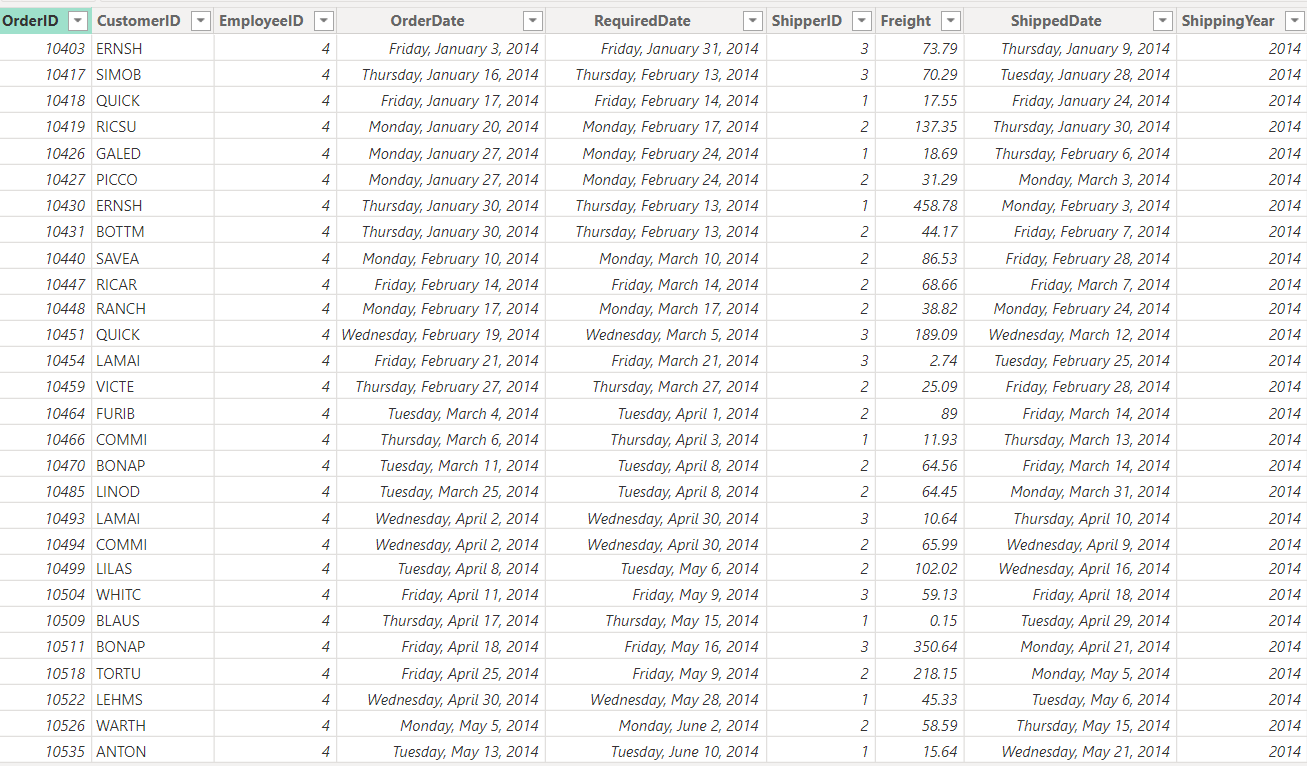 OrderID CustomerID EmployeeID OrderDate RequiredDate ShipperID Freight ShippedDate ShippingYear
10403 ERNSH 4 Friday, January 3, 2014 Friday, January 31, 2014 3 73.79 Thursday, January 9, 2014 2014
10417 SIMOB 4 Thursday, January 16, 2014 Thursday, February 13, 2014 3 70.29 Tuesday, January 28, 2014 2014
10418 QUICK 4 Friday, January 17, 2014 Friday, February 14, 2014 1 17.55 Friday, January 24, 2014 2014
10419 RICSU 4 Monday, January 20, 2014 Monday, February 17, 2014 2 137.35 Thursday, January 30, 2014 2014
10426 GALED 4 Monday, January 27, 2014 Monday, February 24, 2014 1 18.69 Thursday, February 6, 2014 2014
10427 PICCO 4 Monday, January 27, 2014 Monday, February 24, 2014 2 31.29 Monday, March 3, 2014 2014
10430 ERNSH 4 Thursday, January 30, 2014 Thursday, February 13, 2014 1 458.78 Monday, February 3, 2014 2014
10431 BOTTM 4 Thursday, January 30, 2014 Thursday, February 13, 2014 2 44.17 Friday, February 7, 2014 2014
10440 SAVEA 4 Monday, February 10, 2014 Monday, March 10, 2014 2 86.53 Friday, February 28, 2014 2014
10447 RICAR 4 Friday, February 14, 2014 Friday, March 14, 2014 2 68.66 Friday, March 7, 2014 2014
10448 RANCH 4 Monday, February 17, 2014 Monday, March 17, 2014 2 38.82 Monday, February 24, 2014 2014
10451 QUICK 4 Wednesday, February 19, 2014 Wednesday, March 5, 2014 3 189.09 Wednesday, March 12, 2014 2014
10454 LAMAI 4 Friday, February 21, 2014 Friday, March 21, 2014 3 2.74 Tuesday, February 25, 2014 2014
10459 VICTE 4 Thursday, February 27, 2014 Thursday, March 27, 2014 2 25.09 Friday, February 28, 2014 2014
10464 FURIB 4 Tuesday, March 4, 2014 Tuesday, April 1, 2014 2 89 Friday, March 14, 2014 2014
10466 COMMI 4 Thursday, March 6, 2014 Thursday, April 3, 2014 1 11.93 Thursday, March 13, 2014 2014
10470 BONAP 4 Tuesday, March 11, 2014 Tuesday, April 8, 2014 2 64.56 Friday, March 14, 2014 2014
10485 LINOD 4 Tuesday, March 25, 2014 Tuesday, April 8, 2014 2 64.45 Monday, March 31, 2014 2014
10493 LAMAI 4 Wednesday, April 2, 2014 Wednesday, April 30, 2014 3 10.64 Thursday, April 10, 2014 2014
10494 COMMI 4 Wednesday, April 2, 2014 Wednesday, April 30, 2014 2 65.99 Wednesday, April 9, 2014 2014
10499 LILAS 4 Tuesday, April 8, 2014 Tuesday, May 6, 2014 2 102.02 Wednesday, April 16, 2014 2014
10504 WHITC 4 Friday, April 11, 2014 Friday, May 9, 2014 3 59.13 Friday, April 18, 2014 2014
10509 BLAUS 4 Thursday, April 17, 2014 Thursday, May 15, 2014 1 0.15 Tuesday, April 29, 2014 2014
10511 BONAP 4 Friday, April 18, 2014 Friday, May 16, 2014 3 350.64 Monday, April 21, 2014 2014
10518 TORTU 4 Friday, April 25, 2014 Friday, May 9, 2014 2 218.15 Monday, May 5, 2014 2014
10522 LEHMS 4 Wednesday, April 30, 2014 Wednesday, May 28, 2014 1 45.33 Tuesday, May 6, 2014 2014
10526 WARTH 4 Monday, May 5, 2014 Monday, June 2, 2014 2 58.59 Thursday, May 15, 2014 2014
10535 ANTON 4 Tuesday, May 13, 2014 Tuesday, June 10, 2014 1 15.64 Wednesday, May 21, 2014 2014